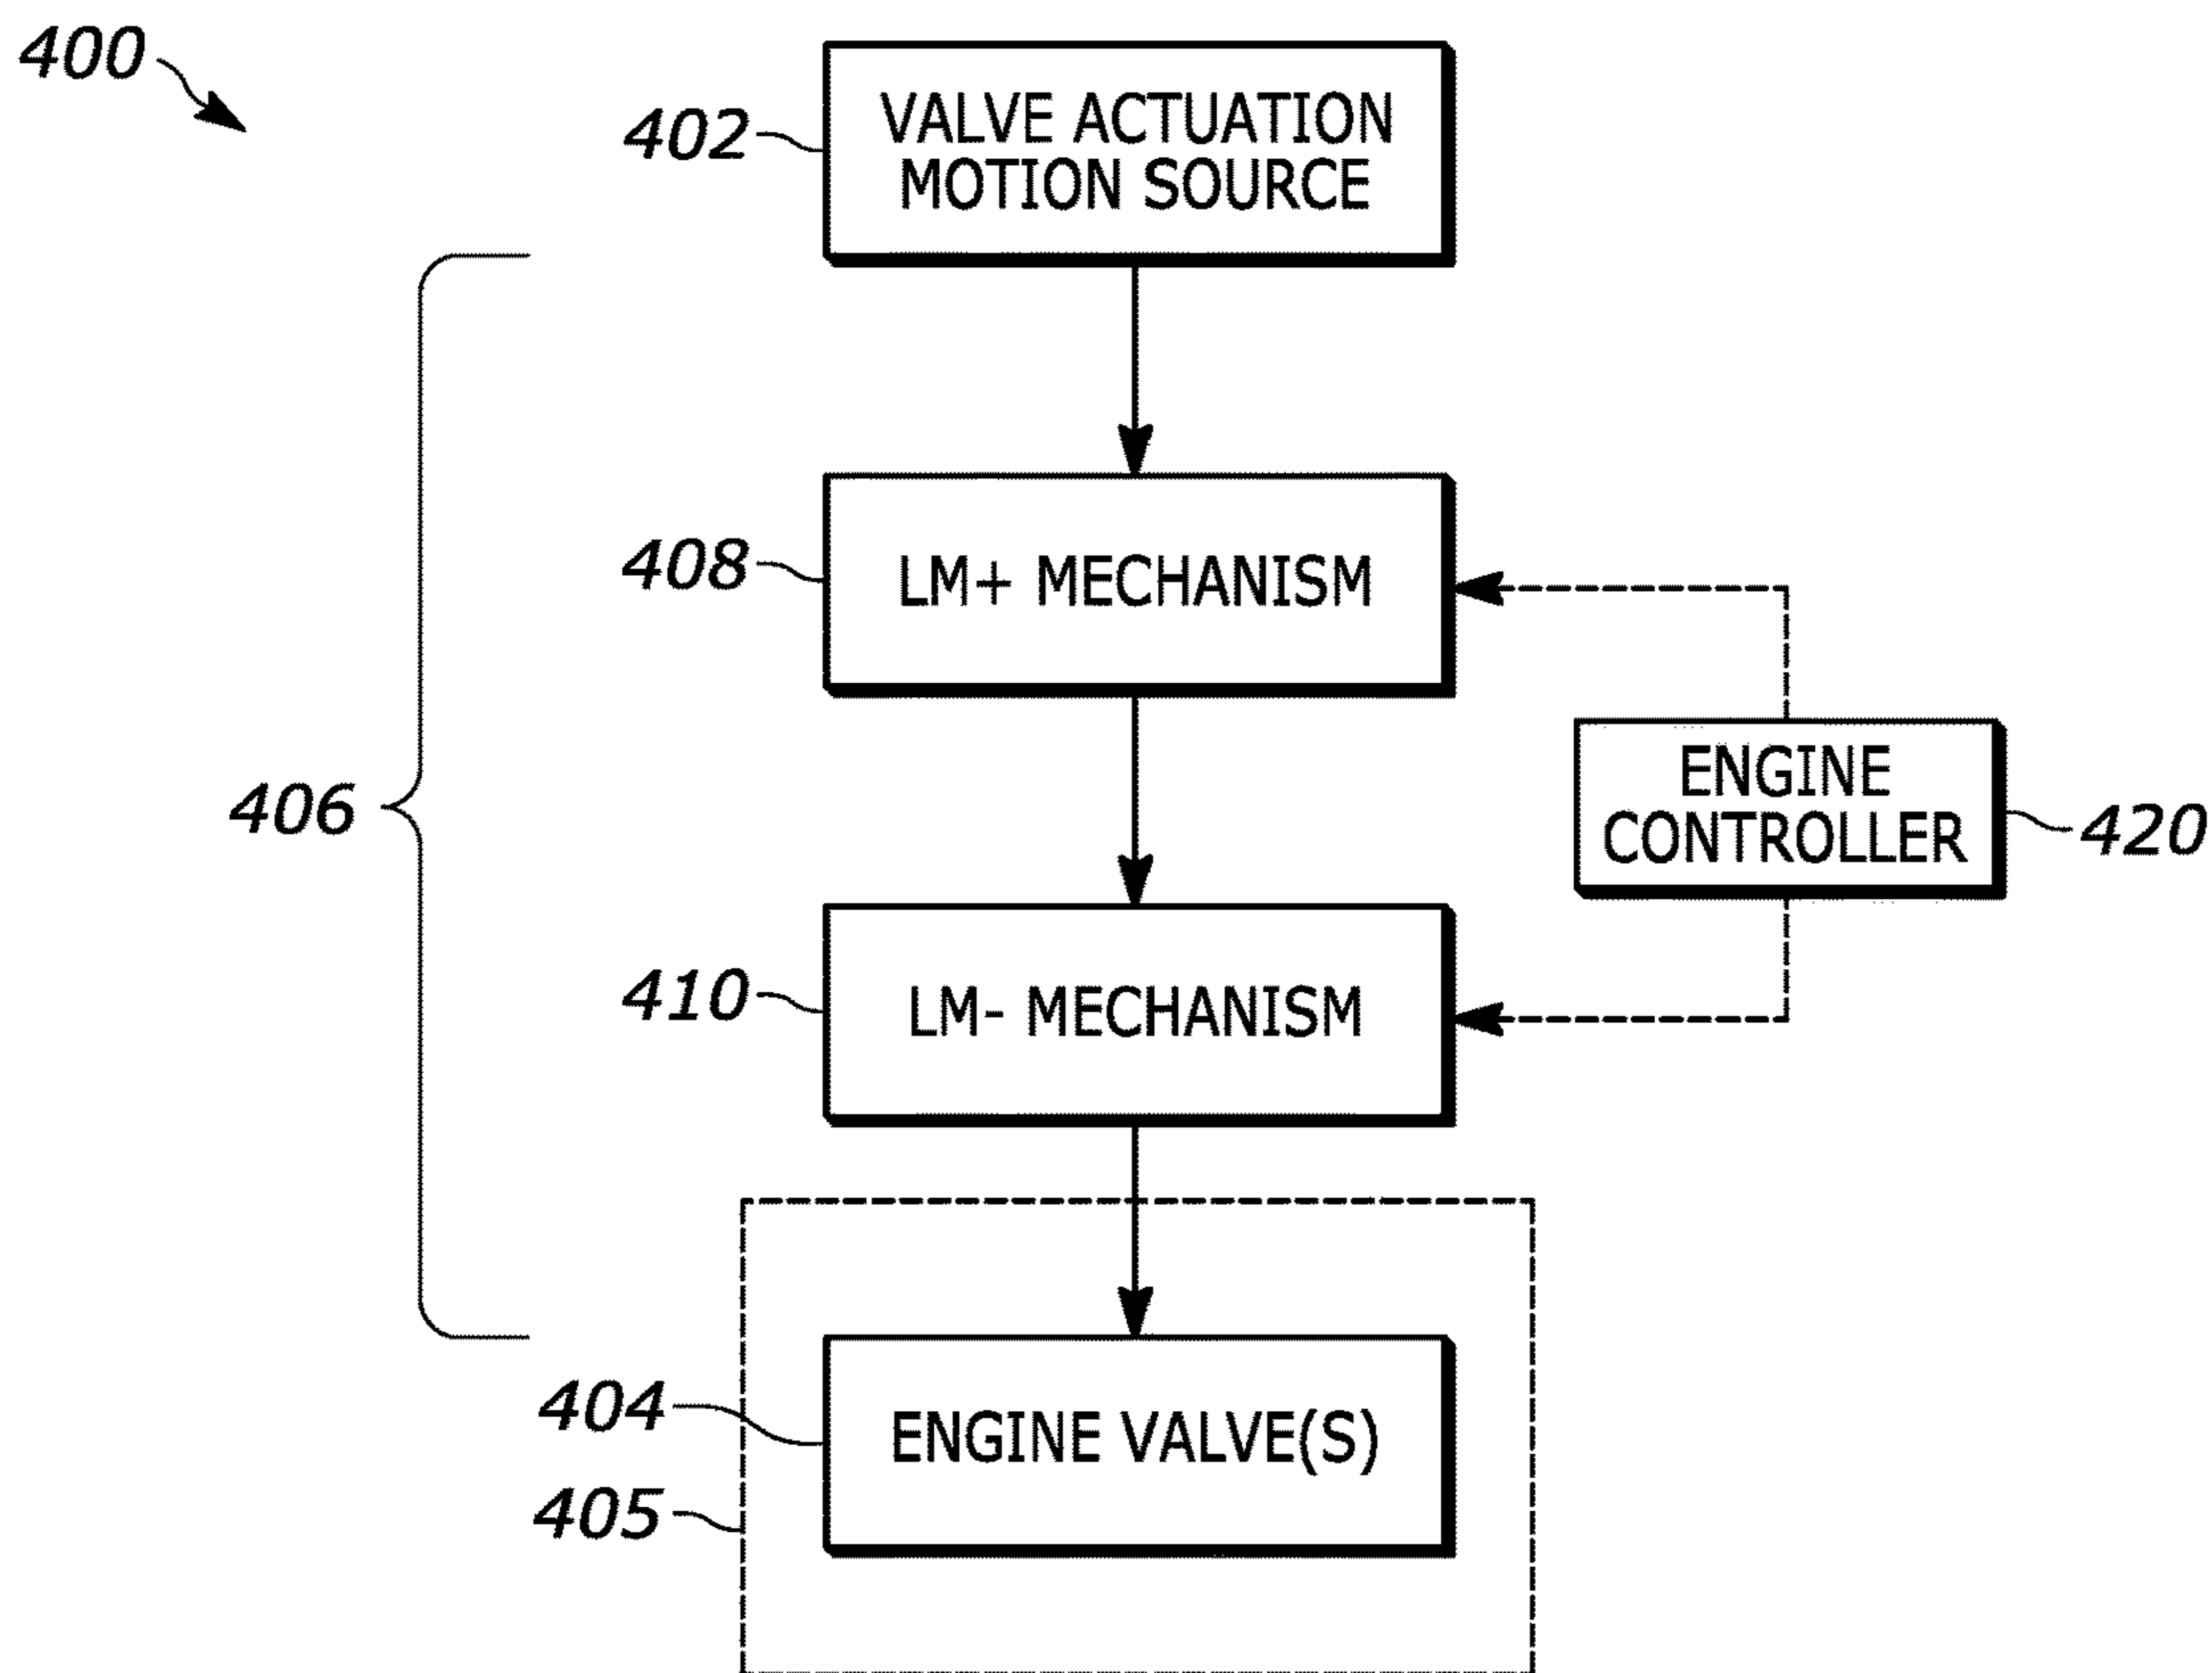 400
402
VALVE ACTUATION
MOTION SOURCE
408
LM+ MECHANISM
406
ENGINE
CONTROLLER
420
410
LM- MECHANISM
404
ENGINE VALVE(S)
405